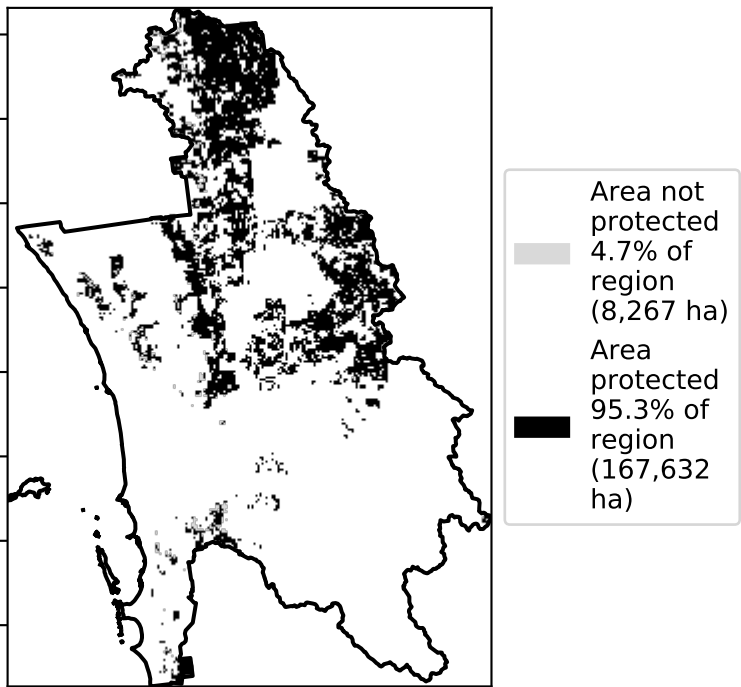 Area not
protected
4.7% of
region
(8,267 ha)
Area
protected
95.3% of
region
(167,632
ha)